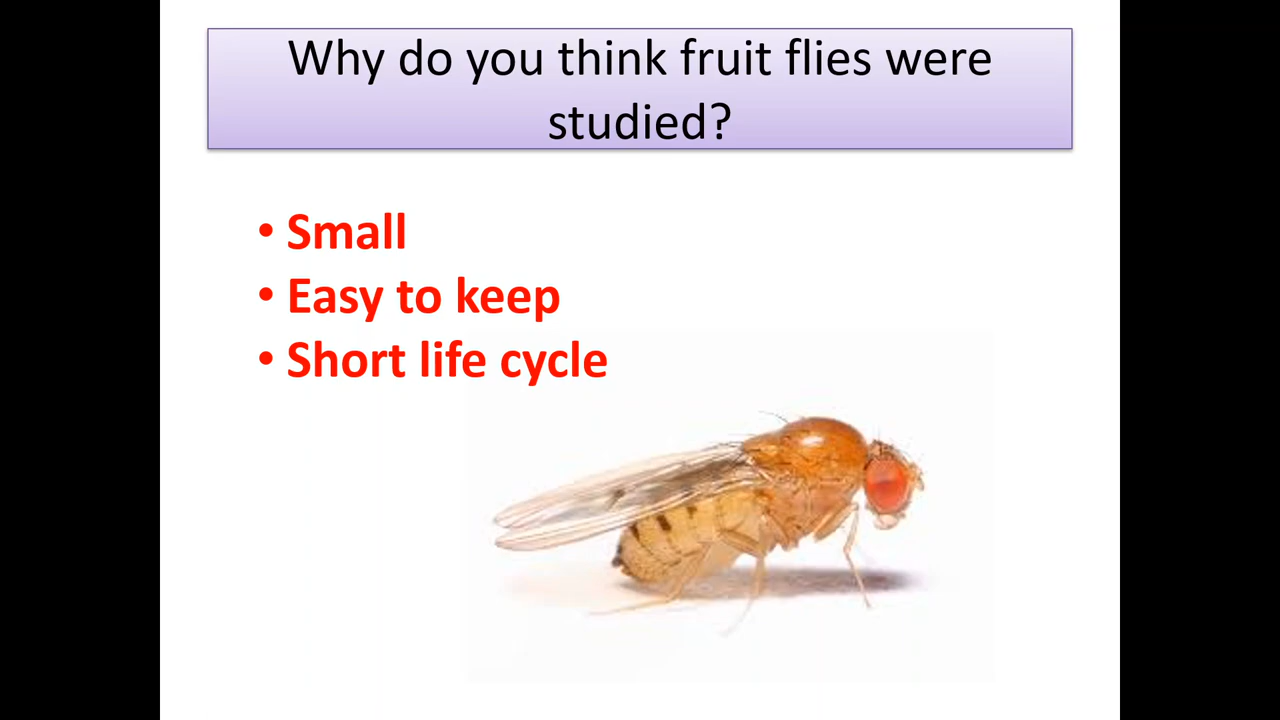 Why do you think fruit flies were
studied?
• Small
• Easy to keep
• Short life cycle